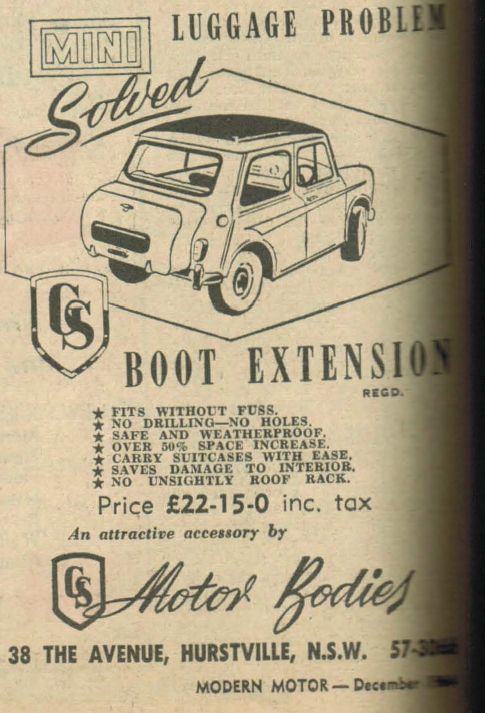 MINI
LUGGAGE PROBLEM
Solved
GS
BOOT EXTENSION
REGD.
★ FITS WITHOUT FUSS.
★ NO DRILLING—NO HOLES.
★ SAFE AND WEATHERPROOF.
★ OVER 50% SPACE INCREASE.
★ CARRY SUITCASES WITH EASE.
★ SAVES DAMAGE TO INTERIOR.
★ NO UNSIGHTLY ROOF RACK.
Price £22-15-0 inc. tax
An attractive accessory by
GS Motor Bodies
38 THE AVENUE, HURSTVILLE, N.S.W.
MODERN MOTOR — December